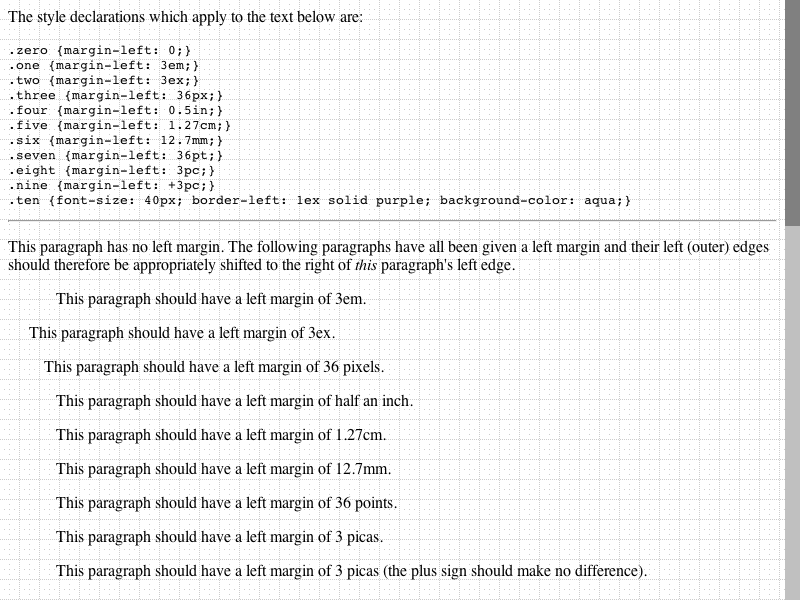 The style declarations which apply to the text below are:
.zero {margin-left: 0;}
.one {margin-left: 3em;}
.two {margin-left: 3ex;}
.three {margin-left: 36px;}
.four {margin-left: 0.5in;}
.five {margin-left: 1.27cm;}
.six {margin-left: 12.7mm;}
.seven {margin-left: 36pt;}
.eight {margin-left: 3pc;}
.nine {margin-left: +3pc;}
.ten {font-size: 40px; border-left: 1ex solid purple; background-color: aqua;}
This paragraph has no left margin. The following paragraphs have all been given a left margin and their left (outer) edges
should therefore be appropriately shifted to the right of this paragraph's left edge.
This paragraph should have a left margin of 3em.
This paragraph should have a left margin of 3ex.
This paragraph should have a left margin of 36 pixels.
This paragraph should have a left margin of half an inch.
This paragraph should have a left margin of 1.27cm.
This paragraph should have a left margin of 12.7mm.
This paragraph should have a left margin of 36 points.
This paragraph should have a left margin of 3 picas.
This paragraph should have a left margin of 3 picas (the plus sign should make no difference).